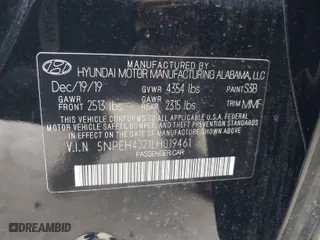 MANUFACTURED BY
HYUNDAI MOTOR MANUFACTURING ALABAMA, LLC
Dec/19/19 GVWR 4354 lbs PAINT S3B
GAWR FRONT 2513 lbs GAWR REAR 2315 lbs TRIM MMF
THIS VEHICLE CONFORMS TO ALL APPLICABLE FEDERAL
MOTOR VEHICLE SAFETY, BUMPER, AND THEFT PREVENTION
STANDARDS IN EFFECT ON THE DATE OF MANUFACTURE
SHOWN ABOVE.
V.I.N 5NPEH4J21LH019461
PASSENGER CAR
© AutoBidCar